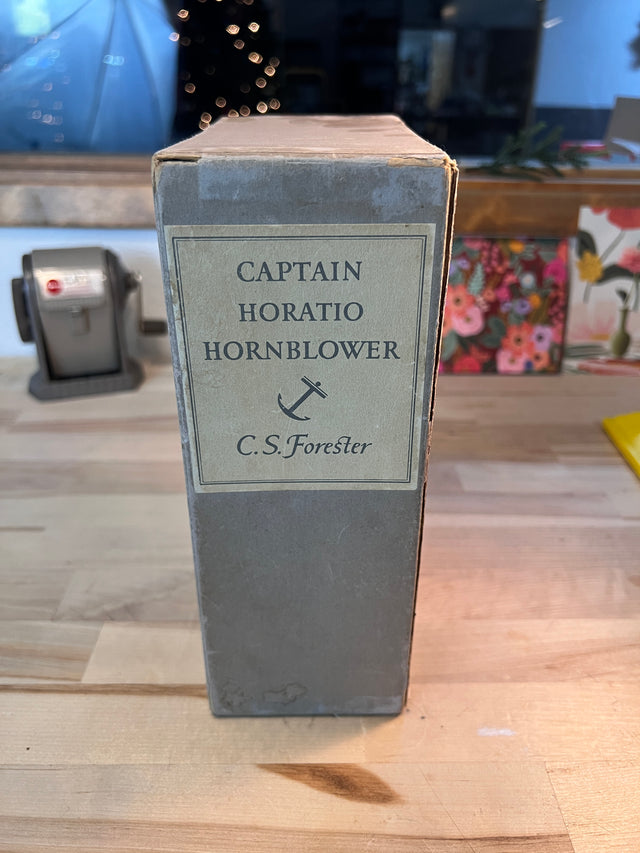 CAPTAIN
HORATIO
HORNBLOWER
C. S. Forester